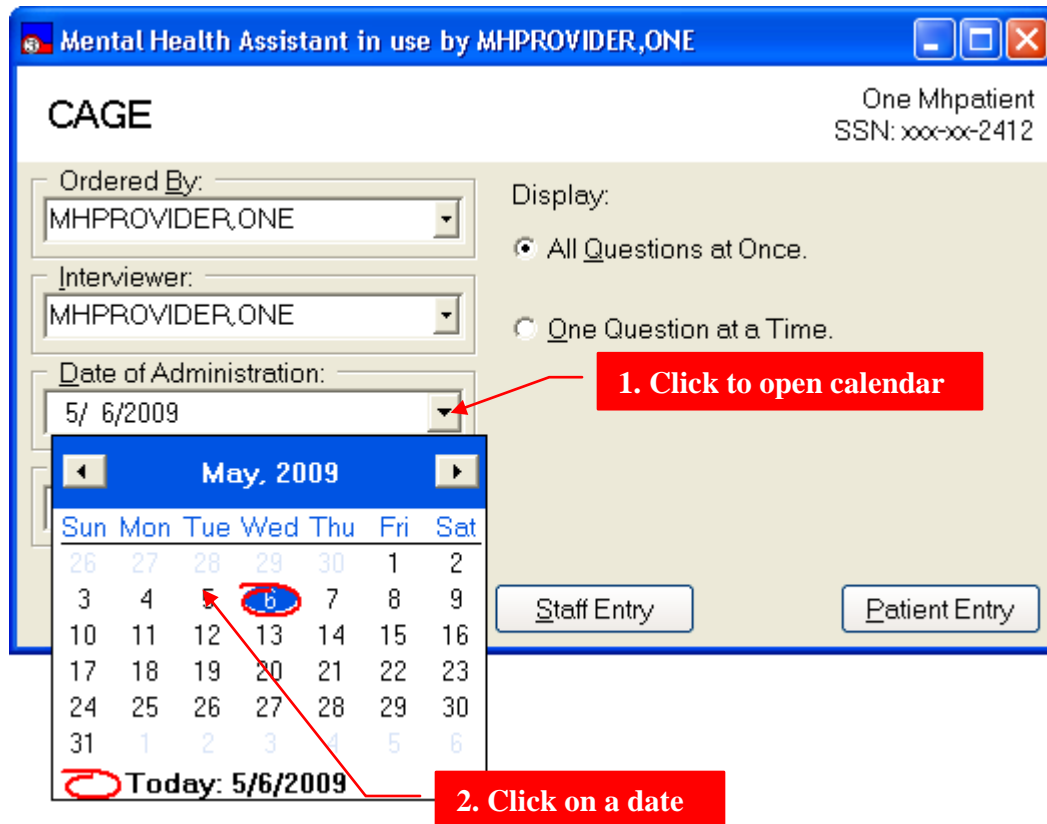 Mental Health Assistant in use by MHPROVIDER,ONE
CAGE
One Mhpatient
SSN: xxx-xx-2412
Ordered By:
MHPROVIDER,ONE
Interviewer:
MHPROVIDER,ONE
Date of Administration:
5/ 6/2009
Display:
All Questions at Once.
One Question at a Time.
1. Click to open calendar
May, 2009
Sun Mon Tue Wed Thu Fri Sat
26 27 28 29 30 1 2
3 4 5 6 7 8 9
10 11 12 13 14 15 16
17 18 19 20 21 22 23
24 25 26 27 28 29 30
31 1 2 3 4 5 6
Today: 5/6/2009
Staff Entry
Patient Entry
2. Click on a date